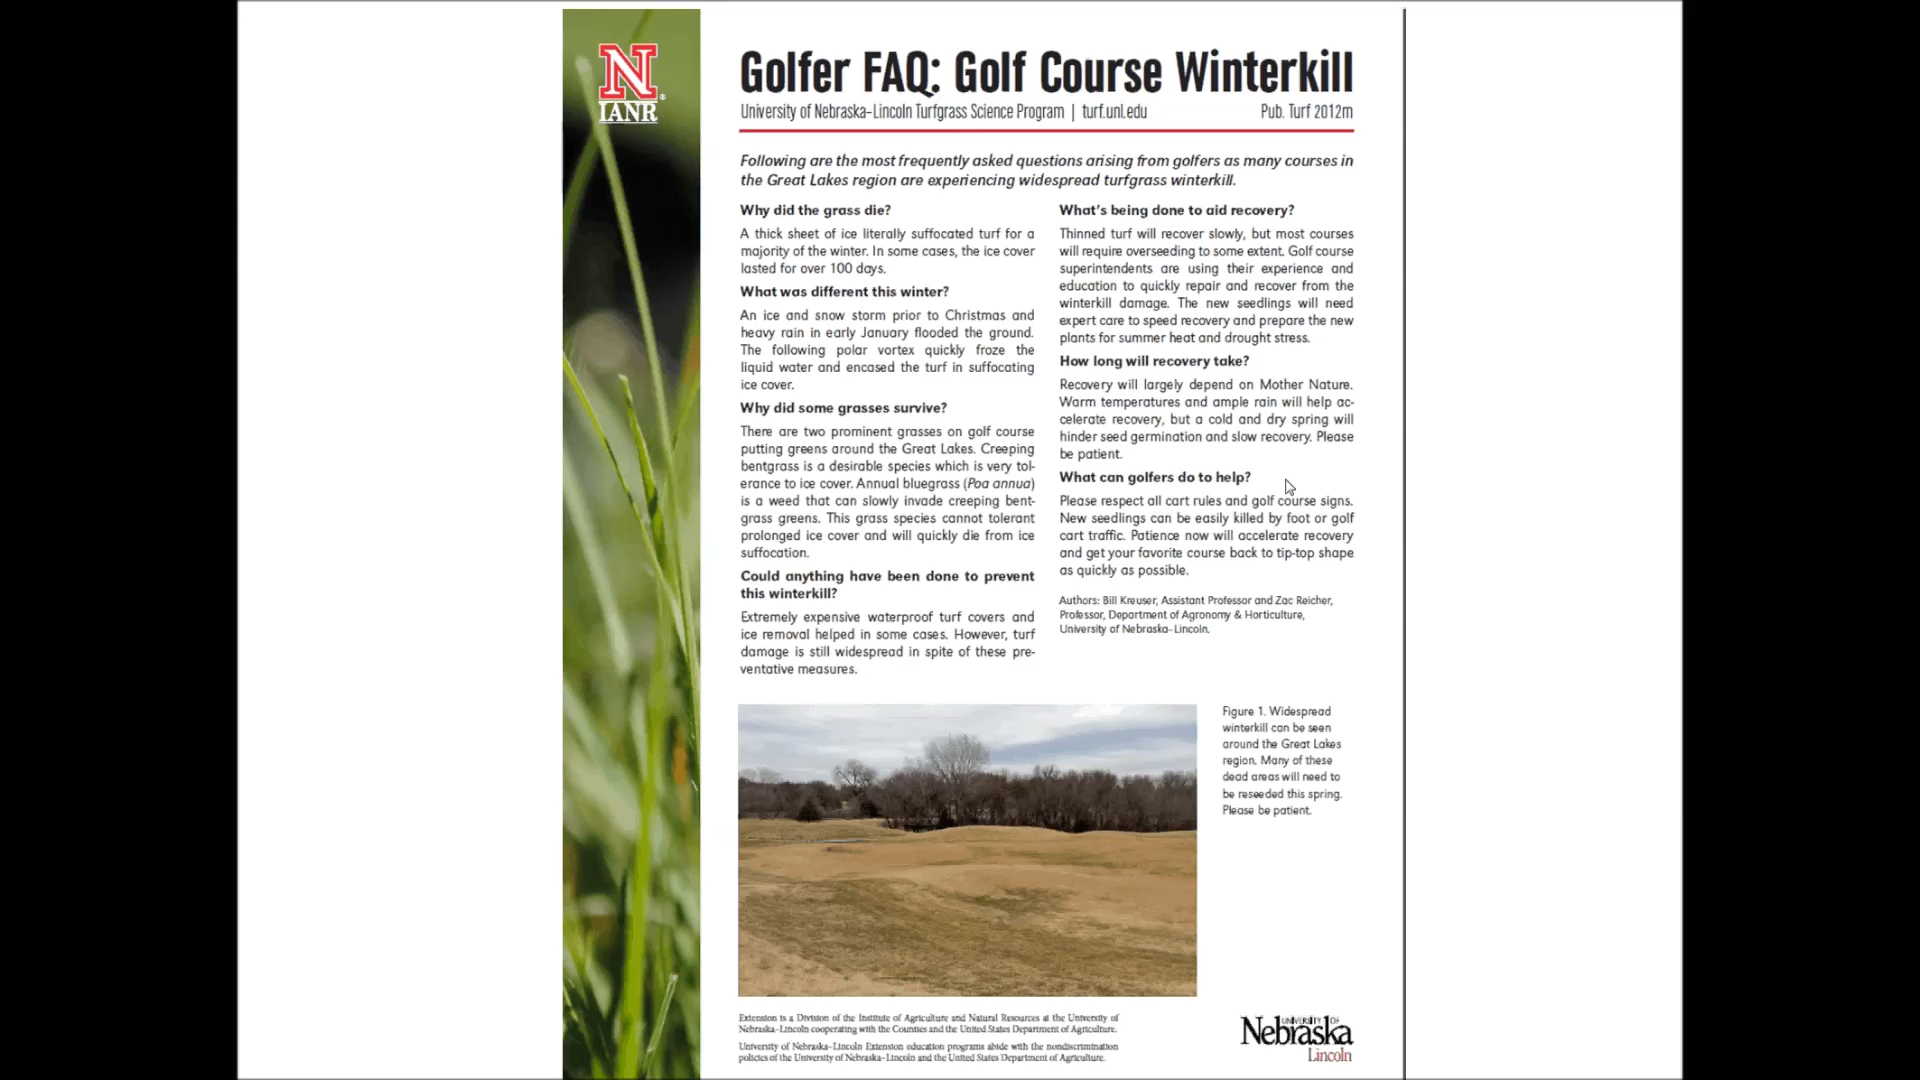 N
IANR®
Golfer FAQ: Golf Course Winterkill
University of Nebraska–Lincoln Turfgrass Science Program | turf.unl.edu
Pub. Turf 2012m
Following are the most frequently asked questions arising from golfers as many courses in
the Great Lakes region are experiencing widespread turfgrass winterkill.
Why did the grass die?
A thick sheet of ice literally suffocated turf for a
majority of the winter. In some cases, the ice cover
lasted for over 100 days.
What was different this winter?
An ice and snow storm prior to Christmas and
heavy rain in early January flooded the ground.
The following polar vortex quickly froze the
liquid water and encased the turf in suffocating
ice cover.
Why did some grasses survive?
There are two prominent grasses on golf course
putting greens around the Great Lakes. Creeping
bentgrass is a desirable species which is very tol-
erance to ice cover. Annual bluegrass (Poa annua)
is a weed that can slowly invade creeping bent-
grass greens. This grass species cannot tolerant
prolonged ice cover and will quickly die from ice
suffocation.
Could anything have been done to prevent
this winterkill?
Extremely expensive waterproof turf covers and
ice removal helped in some cases. However, turf
damage is still widespread in spite of these pre-
ventative measures.
What's being done to aid recovery?
Thinned turf will recover slowly, but most courses
will require overseeding to some extent. Golf course
superintendents are using their experience and
education to quickly repair and recover from the
winterkill damage. The new seedlings will need
expert care to speed recovery and prepare the new
plants for summer heat and drought stress.
How long will recovery take?
Recovery will largely depend on Mother Nature.
Warm temperatures and ample rain will help ac-
celerate recovery, but a cold and dry spring will
hinder seed germination and slow recovery. Please
be patient.
What can golfers do to help?
Please respect all cart rules and golf course signs.
New seedlings can be easily killed by foot or golf
cart traffic. Patience now will accelerate recovery
and get your favorite course back to tip-top shape
as quickly as possible.
Authors: Bill Kreuser, Assistant Professor and Zac Reicher,
Professor, Department of Agronomy & Horticulture,
University of Nebraska-Lincoln.
Figure 1. Widespread
winterkill can be seen
around the Great Lakes
region. Many of these
dead areas will need to
be reseeded this spring.
Please be patient.
Extension is a Division of the Institute of Agriculture and Natural Resources at the University of
Nebraska–Lincoln cooperating with the Counties and the United States Department of Agriculture.
University of Nebraska–Lincoln Extension education programs abide with the nondiscrimination
policies of the University of Nebraska–Lincoln and the United States Department of Agriculture.
UNIVERSITY OF
Nebraska
Lincoln